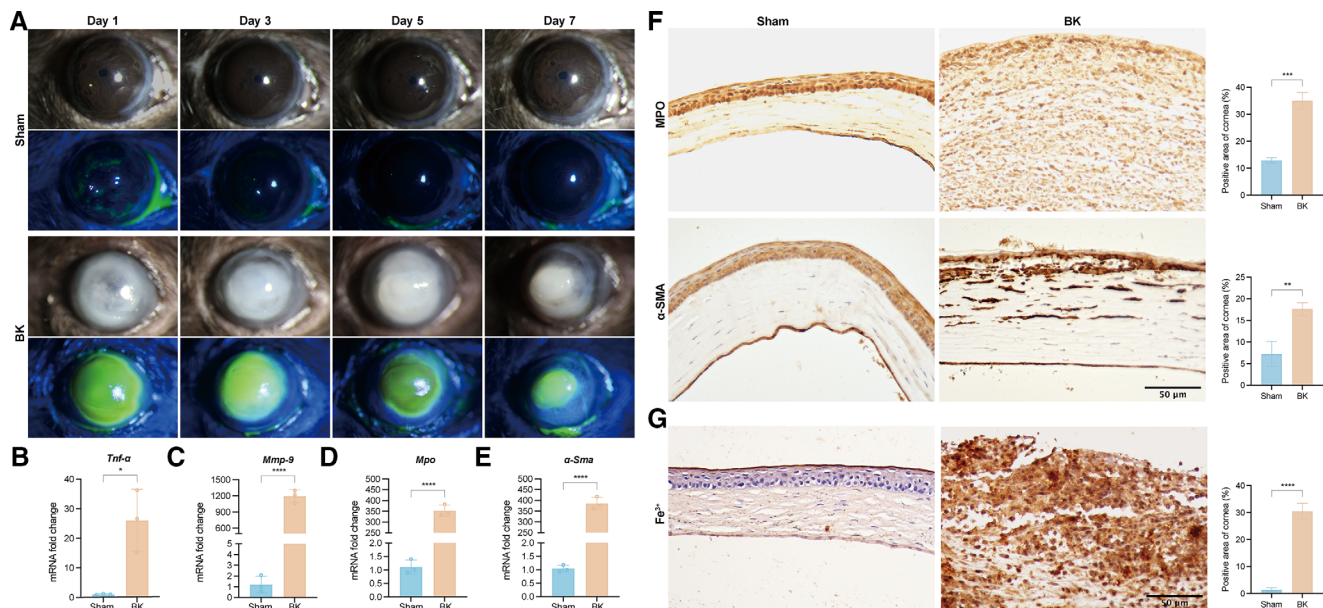 A
Day 1
Day 3
Day 5
Day 7
Sham
BK
B
Tnf-α
*
mRNA fold change
40
30
20
10
0
Sham
BK
C
Mmp-9
****
mRNA fold change
1500
1200
900
600
300
5
4
3
2
1
0
Sham
BK
D
Mpo
****
mRNA fold change
500
450
400
350
300
250
2.0
1.5
1.0
0.5
0.0
Sham
BK
E
α-Sma
****
mRNA fold change
500
450
400
350
300
250
2.0
1.5
1.0
0.5
0.0
Sham
BK
F
Sham
BK
MPO
***
Positive area of cornea (%)
40
30
20
10
0
Sham
BK
α-SMA
50 μm
**
Positive area of cornea (%)
25
20
15
10
5
0
Sham
BK
G
Fe³⁺
50 μm
****
Positive area of cornea (%)
40
30
20
10
0
Sham
BK